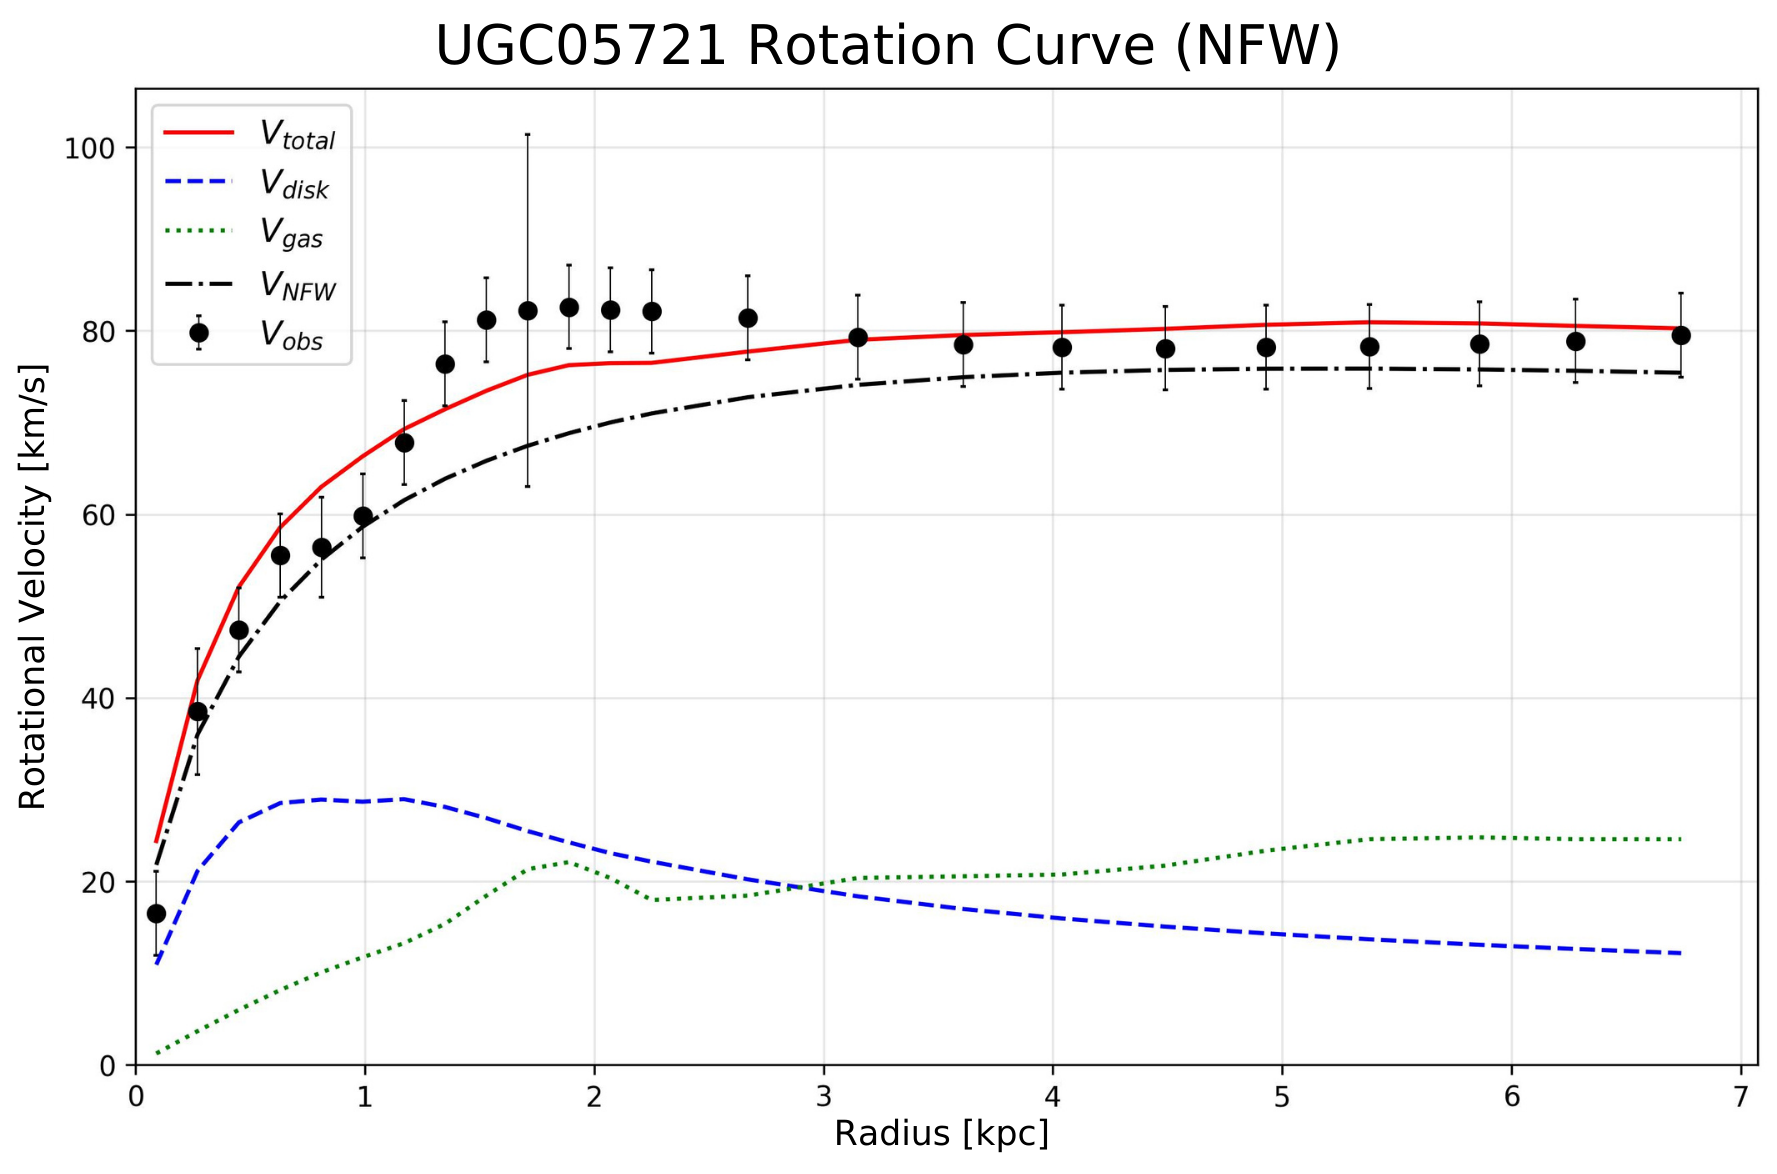 UGC05721 Rotation Curve (NFW)
V_total
V_disk
V_gas
V_NFW
V_obs
Rotational Velocity [km/s]
100
80
60
40
20
0
0 1 2 3 4 5 6 7
Radius [kpc]